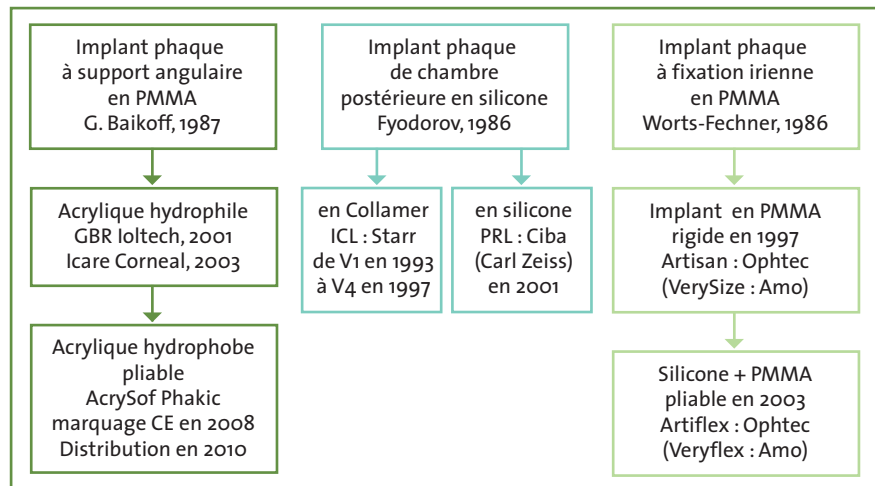 Implant phaque
à support angulaire
en PMMA
G. Baikoff, 1987
Acrylique hydrophile
GBR Ioltech, 2001
Icare Corneal, 2003
Acrylique hydrophobe
pliable
AcrySof Phakic
marquage CE en 2008
Distribution en 2010
Implant phaque
de chambre
postérieure en silicone
Fyodorov, 1986
en Collamer
ICL : Starr
de V1 en 1993
à V4 en 1997
en silicone
PRL : Ciba
(Carl Zeiss)
en 2001
Implant phaque
à fixation irienne
en PMMA
Worts-Fechner, 1986
Implant en PMMA
rigide en 1997
Artisan : Ophtec
(VerySize : Amo)
Silicone + PMMA
pliable en 2003
Artiflex : Ophtec
(Veryflex : Amo)